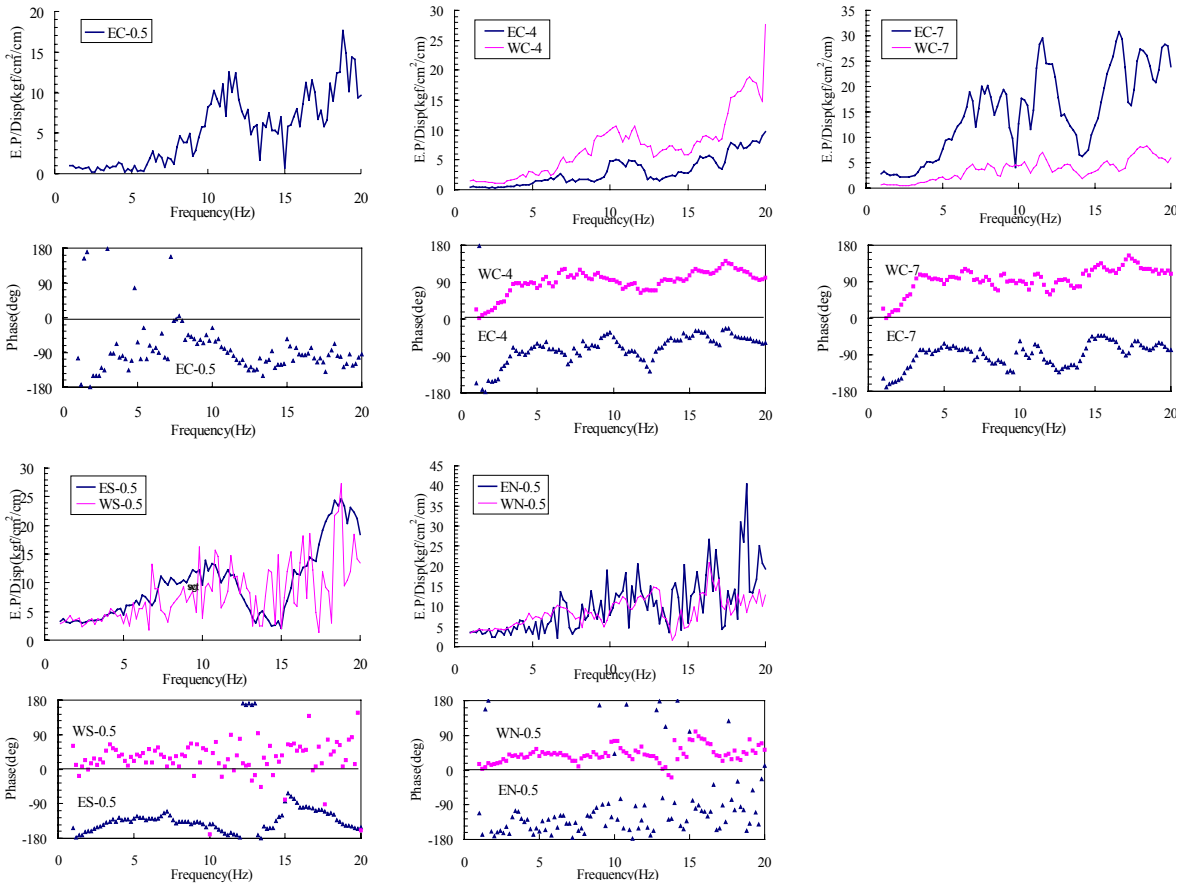 EC-0.5
E.P/Disp(kgf/cm²/cm)
20
15
10
5
0
0 5 10 15 20
Frequency(Hz)
EC-4
WC-4
E.P/Disp(kgf/cm²/cm)
30
25
20
15
10
5
0
0 5 10 15 20
Frequency(Hz)
EC-7
WC-7
E.P/Disp(kgf/cm²/cm)
35
30
25
20
15
10
5
0
0 5 10 15 20
Frequency(Hz)
Phase(deg)
180
90
0
-90
-180
EC-0.5
0 5 10 15 20
Frequency(Hz)
Phase(deg)
180
90
0
-90
-180
WC-4
EC-4
0 5 10 15 20
Frequency(Hz)
Phase(deg)
180
90
0
-90
-180
WC-7
EC-7
0 5 10 15 20
Frequency(Hz)
ES-0.5
WS-0.5
E.P/Disp(kgf/cm²/cm)
30
25
20
15
10
5
0
0 5 10 15 20
Frequency(Hz)
EN-0.5
WN-0.5
E.P/Disp(kgf/cm²/cm)
45
40
35
30
25
20
15
10
5
0
0 5 10 15 20
Frequency(Hz)
Phase(deg)
180
90
0
-90
-180
WS-0.5
ES-0.5
0 5 10 15 20
Frequency(Hz)
Phase(deg)
180
90
0
-90
-180
WN-0.5
EN-0.5
0 5 10 15 20
Frequency(Hz)